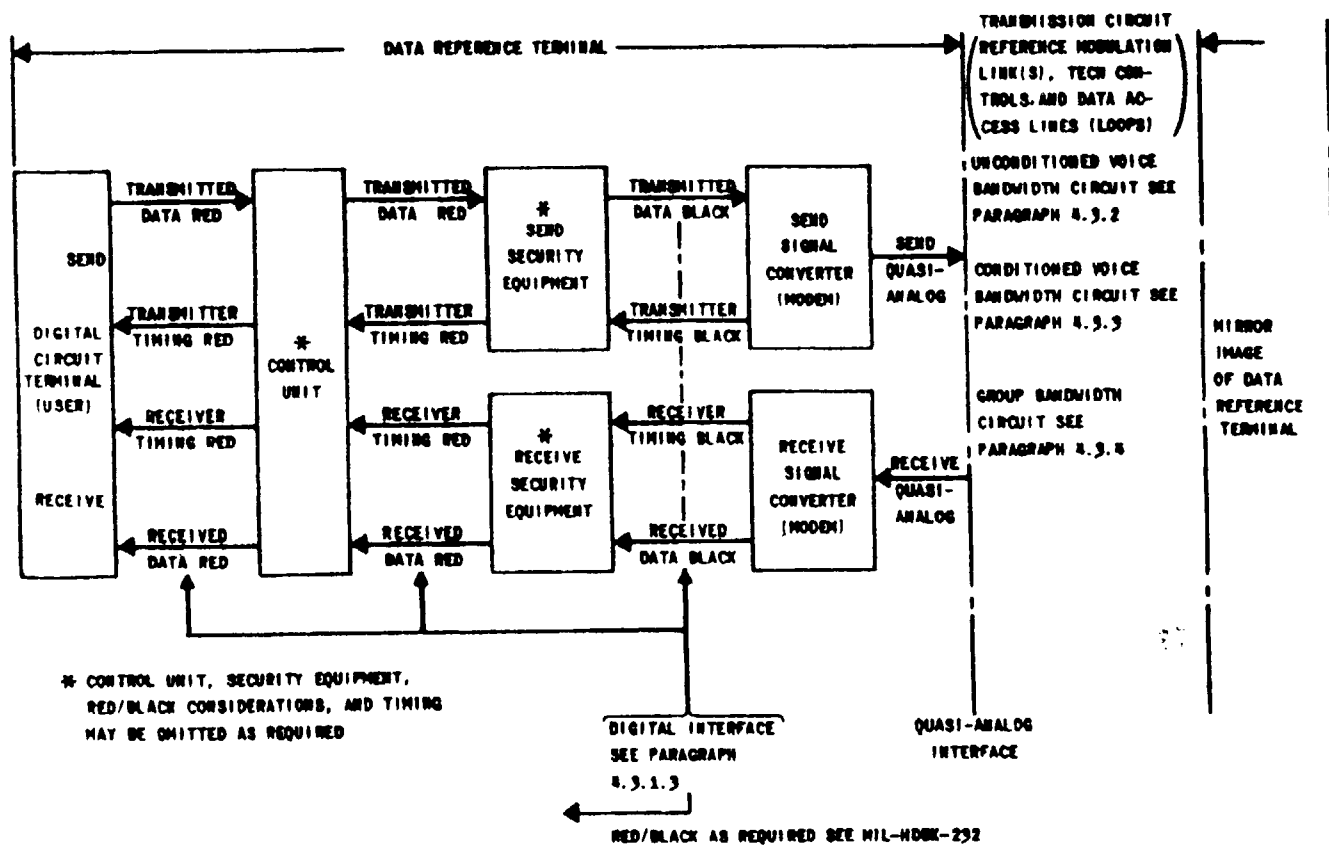 DATA REFERENCE TERMINAL
TRANSMISSION CIRCUIT
(REFERENCE MODULATION
LINK(S), TECH CON-
TROLS, AND DATA AC-
CESS LINES (LOOPS))
UNCONDITIONED VOICE
BANDWIDTH CIRCUIT SEE
PARAGRAPH 4.3.2
CONDITIONED VOICE
BANDWIDTH CIRCUIT SEE
PARAGRAPH 4.3.3
GROUP BANDWIDTH
CIRCUIT SEE
PARAGRAPH 4.3.4
MIRROR
IMAGE
OF DATA
REFERENCE
TERMINAL
SEND
DIGITAL
CIRCUIT
TERMINAL
(USER)
RECEIVE
TRANSMITTED
DATA RED
TRANSMITTER
TIMING RED
RECEIVER
TIMING RED
RECEIVED
DATA RED
*
CONTROL
UNIT
TRANSMITTED
DATA RED
TRANSMITTER
TIMING RED
RECEIVER
TIMING RED
RECEIVED
DATA RED
*
SEND
SECURITY
EQUIPMENT
*
RECEIVE
SECURITY
EQUIPMENT
TRANSMITTED
DATA BLACK
TRANSMITTER
TIMING BLACK
RECEIVER
TIMING BLACK
RECEIVED
DATA BLACK
SEND
SIGNAL
CONVERTER
(MODEM)
RECEIVE
SIGNAL
CONVERTER
(MODEM)
SEND
QUASI-
ANALOG
RECEIVE
QUASI-
ANALOG
* CONTROL UNIT, SECURITY EQUIPMENT,
RED/BLACK CONSIDERATIONS, AND TIMING
MAY BE OMITTED AS REQUIRED
DIGITAL INTERFACE
SEE PARAGRAPH
4.3.1.3
QUASI-ANALOG
INTERFACE
RED/BLACK AS REQUIRED SEE MIL-HDBK-232